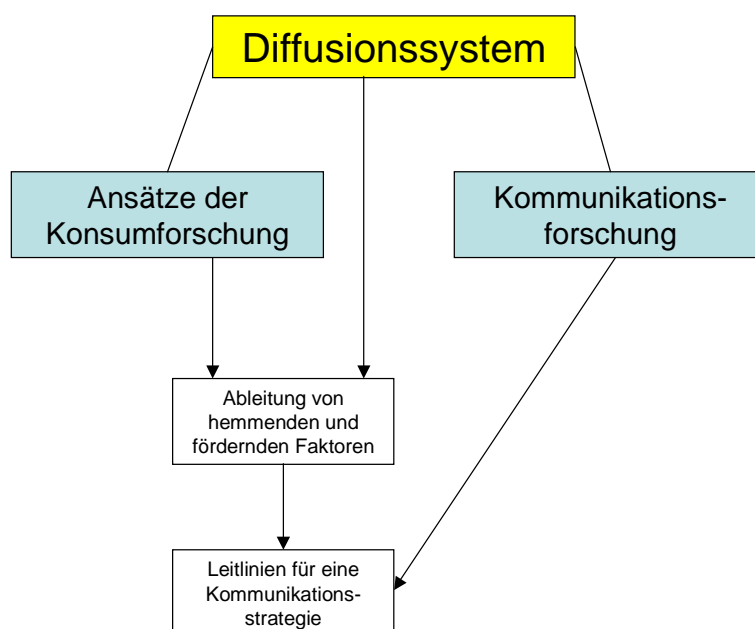 Diffusionssystem
Ansätze der
Konsumforschung
Kommunikations-
forschung
Ableitung von
hemmenden und
fördernden Faktoren
Leitlinien für eine
Kommunikations-
strategie